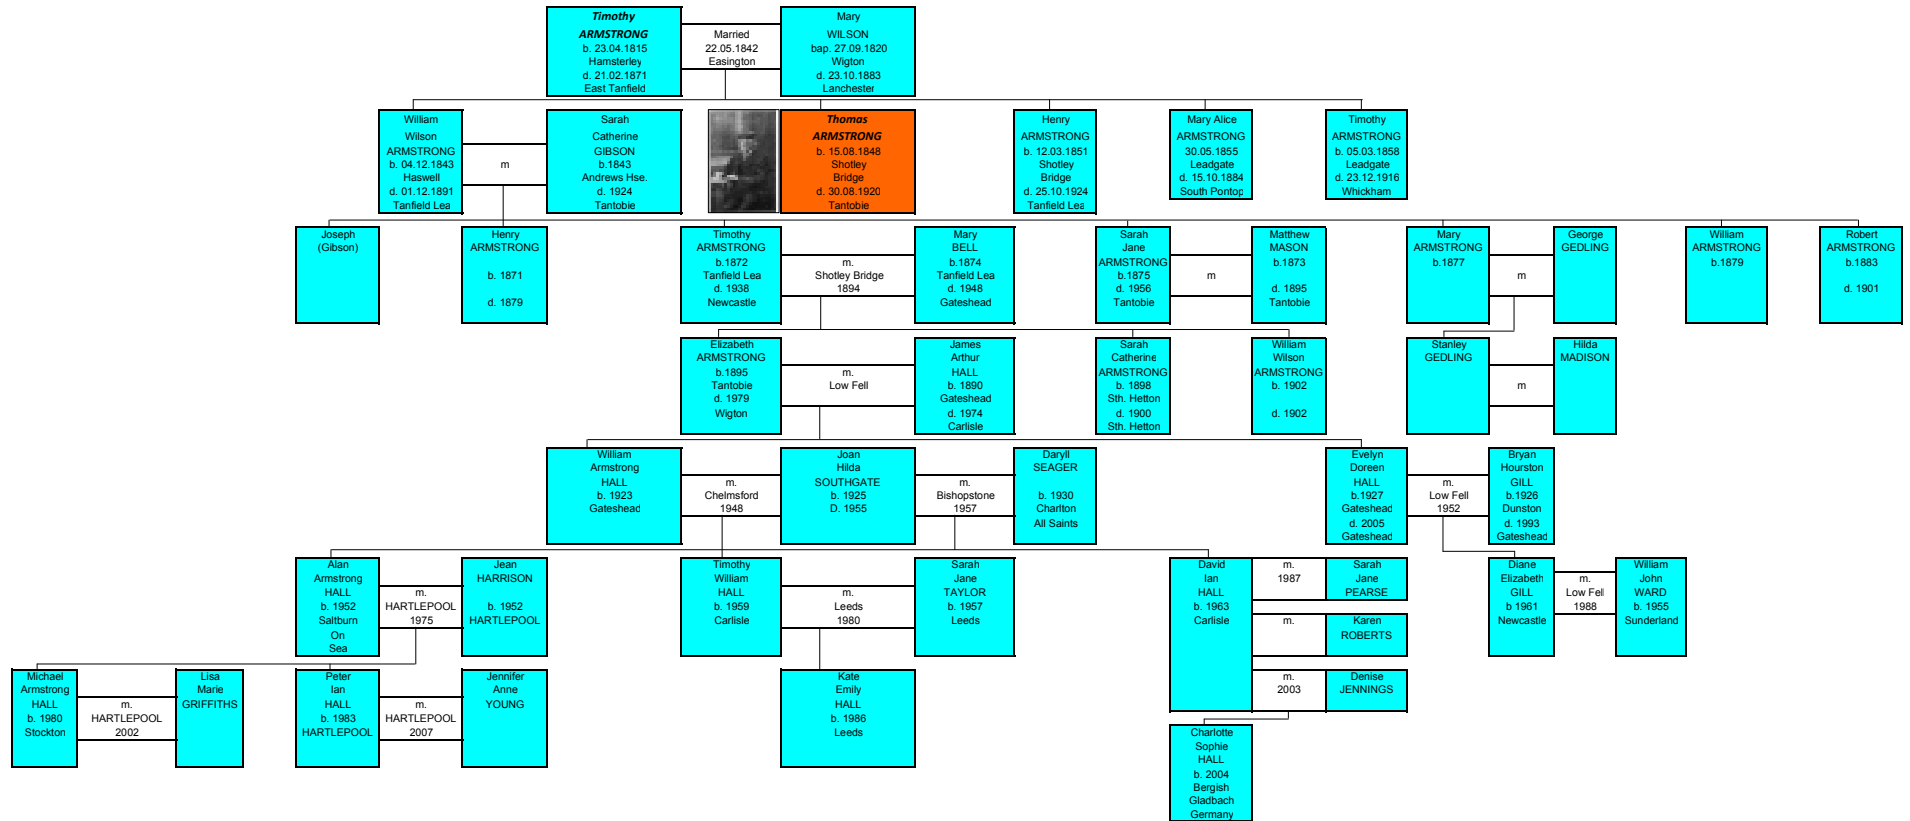 Timothy
ARMSTRONG
b. 23.04.1815
Hamsterley
d. 21.02.1871
East Tanfield
Married
22.05.1842
Easington
Mary
WILSON
bap. 27.09.1820
Wigton
d. 23.10.1883
Lanchester
William
Wilson
ARMSTRONG
b. 04.12.1843
Haswell
d. 01.12.1891
Tanfield Lea
m
Sarah
Catherine
GIBSON
b.1843
Andrews Hse.
d. 1924
Tantobie
Thomas
ARMSTRONG
b. 15.08.1848
Shotley
Bridge
d. 30.08.1920
Tantobie
Henry
ARMSTRONG
b. 12.03.1851
Shotley
Bridge
d. 25.10.1924
Tanfield Lea
Mary Alice
ARMSTRONG
30.05.1855
Leadgate
d. 15.10.1884
South Pontop
Timothy
ARMSTRONG
b. 05.03.1858
Leadgate
d. 23.12.1916
Whickham
Joseph
(Gibson)
Henry
ARMSTRONG
b. 1871
d. 1879
Timothy
ARMSTRONG
b.1872
Tanfield Lea
d. 1938
Newcastle
m.
Shotley Bridge
1894
Mary
BELL
b.1874
Tanfield Lea
d. 1948
Gateshead
Sarah
Jane
ARMSTRONG
b.1875
d. 1956
Tantobie
m
Matthew
MASON
b.1873
d. 1895
Tantobie
Mary
ARMSTRONG
b.1877
m
George
GEDLING
William
ARMSTRONG
b.1879
Robert
ARMSTRONG
b.1883
d. 1901
Elizabeth
ARMSTRONG
b.1895
Tantobie
d. 1979
Wigton
m.
Low Fell
James
Arthur
HALL
b. 1890
Gateshead
d. 1974
Carlisle
Sarah
Catherine
ARMSTRONG
b. 1898
Sth. Hetton
d. 1900
Sth. Hetton
William
Wilson
ARMSTRONG
b. 1902
d. 1902
Stanley
GEDLING
m
Hilda
MADISON
William
Armstrong
HALL
b. 1923
Gateshead
m.
Chelmsford
1948
Joan
Hilda
SOUTHGATE
b. 1925
D. 1955
m.
Bishopstone
1957
Daryll
SEAGER
b. 1930
Charlton
All Saints
Evelyn
Doreen
HALL
b.1927
Gateshead
d. 2005
Gateshead
m.
Low Fell
1952
Bryan
Hourston
GILL
b.1926
Dunston
d. 1993
Gateshead
Alan
Armstrong
HALL
b. 1952
Saltburn
On
Sea
m.
HARTLEPOOL
1975
Jean
HARRISON
b. 1952
HARTLEPOOL
Timothy
William
HALL
b. 1959
Carlisle
m.
Leeds
1980
Sarah
Jane
TAYLOR
b. 1957
Leeds
David
Ian
HALL
b. 1963
Carlisle
m.
1987
Sarah
Jane
PEARSE
m.
Karen
ROBERTS
m.
2003
Denise
JENNINGS
Diane
Elizabeth
GILL
b 1961
Newcastle
m.
Low Fell
1988
William
John
WARD
b. 1955
Sunderland
Michael
Armstrong
HALL
b. 1980
Stockton
m.
HARTLEPOOL
2002
Lisa
Marie
GRIFFITHS
Peter
Ian
HALL
b. 1983
HARTLEPOOL
m.
HARTLEPOOL
2007
Jennifer
Anne
YOUNG
Kate
Emily
HALL
b. 1986
Leeds
Charlotte
Sophie
HALL
b. 2004
Bergish
Gladbach
Germany